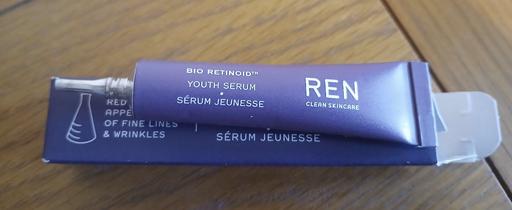 BIO RETINOID™
YOUTH SERUM
•
SÉRUM JEUNESSE
REN
CLEAN SKINCARE
RED
APPE
OF FINE LINES
& WRINKLES
SÉRUM JEUNESSE